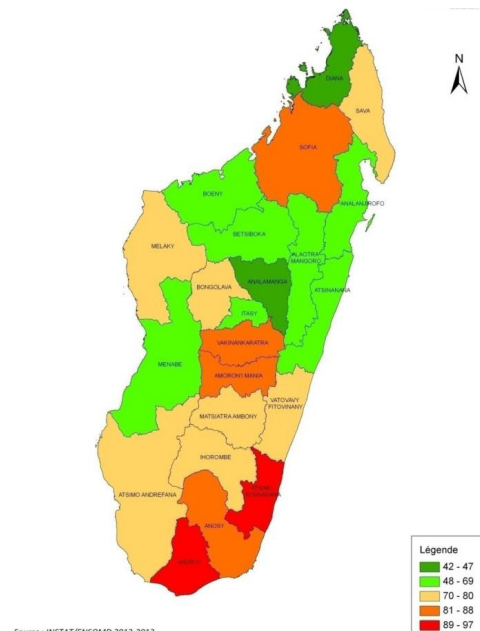 N
DIANA
SAVA
SOFIA
BOENY
ANALANJIROFO
BETSIBOKA
MELAKY
ALAOTRA
MANGORO
ANALAMANGA
BONGOLAVA
ATSINANANA
ITASY
VAKINANKARATRA
MENABE
AMORON'I MANIA
VATOVAVY
FITOVINANY
MATSIATRA AMBONY
IHOROMBE
ATSIMO ANDREFANA
ANOSY
Légende
42 - 47
48 - 69
70 - 80
81 - 88
89 - 97